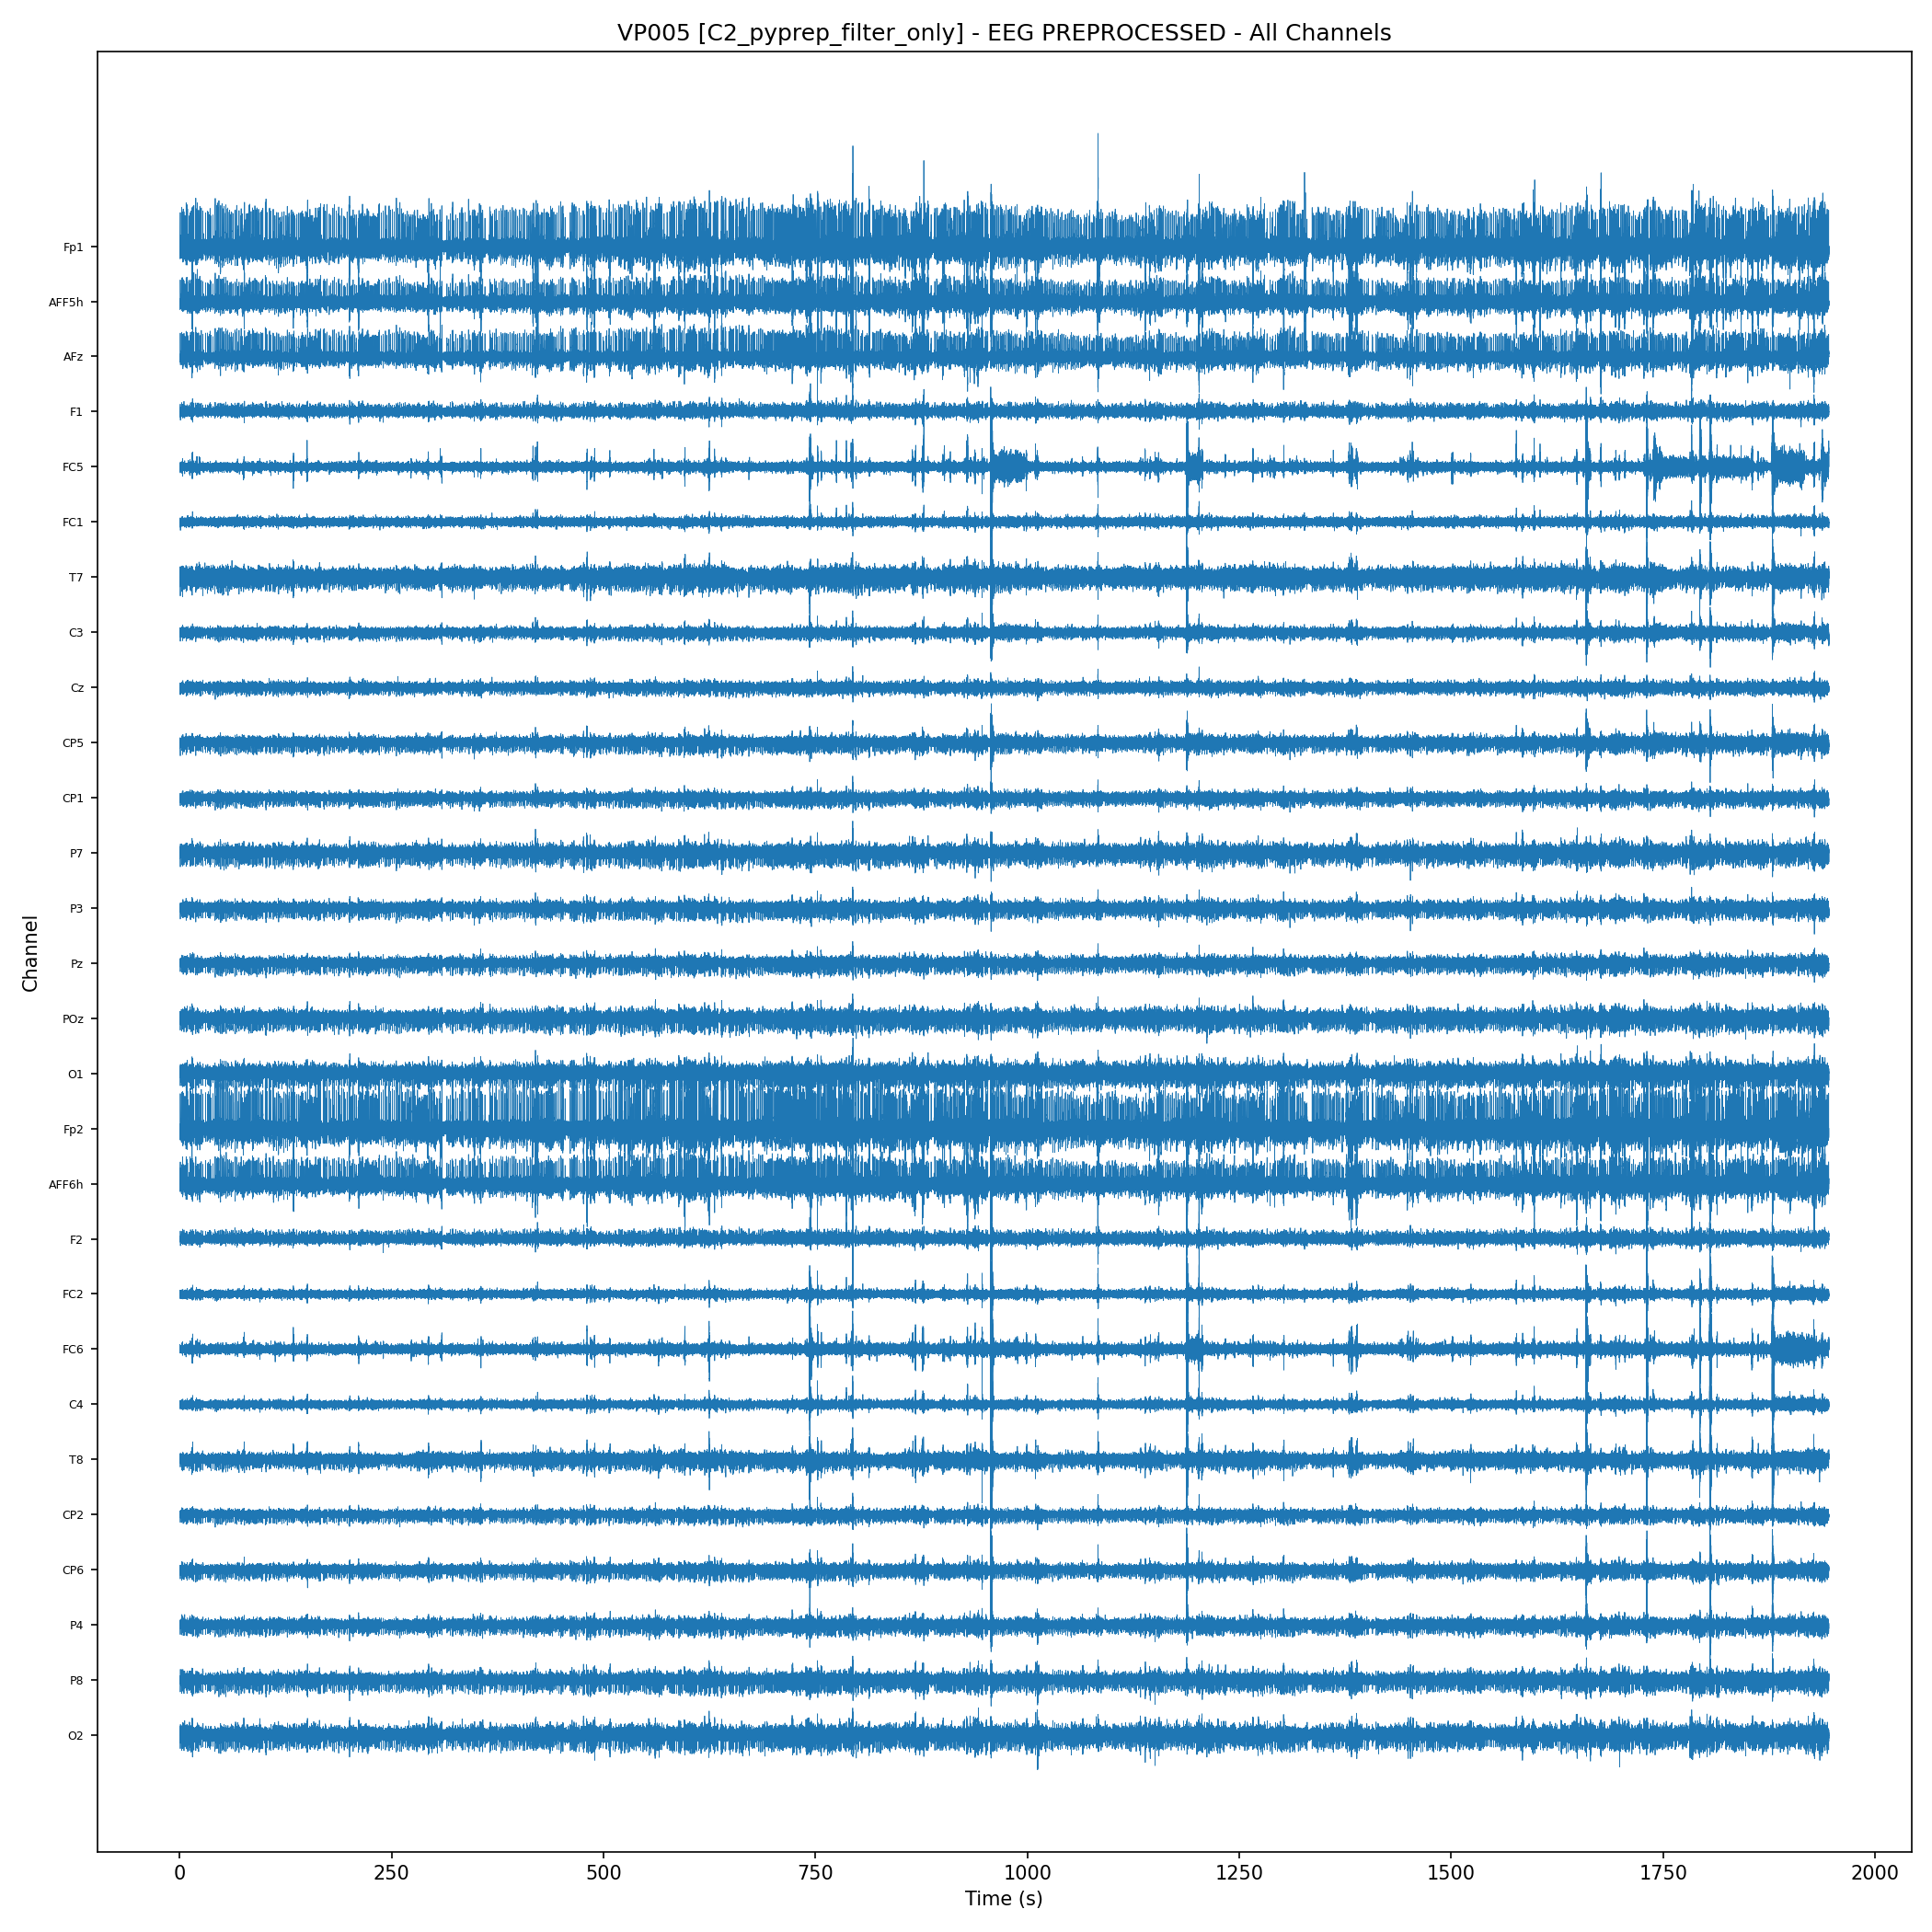 VP005 [C2_pyprep_filter_only] - EEG PREPROCESSED - All Channels
Channel
Fp1
AFF5h
AFz
F1
FC5
FC1
T7
C3
Cz
CP5
CP1
P7
P3
Pz
POz
O1
Fp2
AFF6h
F2
FC2
FC6
C4
T8
CP2
CP6
P4
P8
O2
0 250 500 750 1000 1250 1500 1750 2000
Time (s)